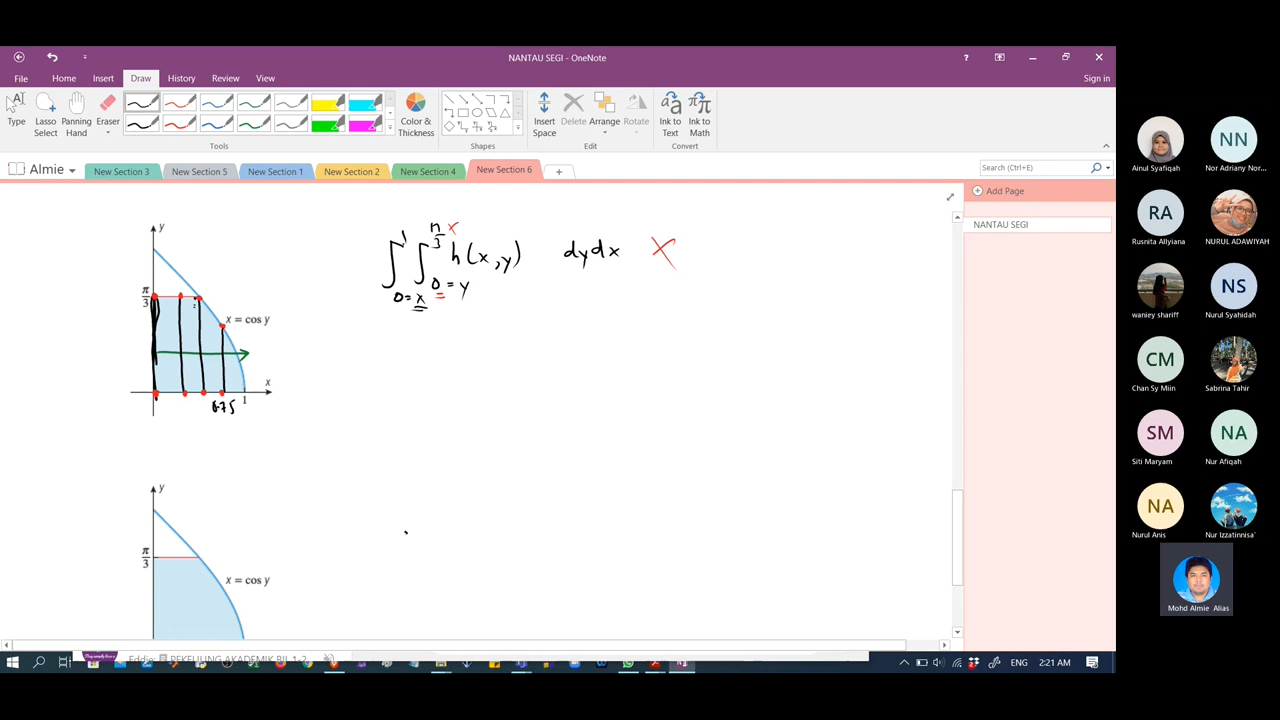 NANTAU SEGI - OneNote
File Home Insert Draw History Review View Sign in
Type Lasso Select Panning Hand Eraser Color & Thickness Insert Space Delete Arrange Rotate Ink to Text Ink to Math
Tools Shapes Edit Convert
Almie New Section 3 New Section 5 New Section 1 New Section 2 New Section 4 New Section 6 Search (Ctrl+E)
Add Page
NANTAU SEGI
y
π/3
x = cos y
x
0.75 1
∫_{0=x}^{1} ∫_{0=y}^{π/3} h(x,y) dydx
y
π/3
x = cos y
Ainul Syafiqah
NN
Nor Adriany Nor...
RA
Rusnita Allyiana
NURUL ADAWIYAH
waniey shariff
NS
Nurul Syahidah
CM
Chan Sy Miin
Sabrina Tahir
SM
Siti Maryam
NA
Nur Afiqah
NA
Nurul Anis
Nur Izzatinnisa'
Mohd Almie Alias
ENG 2:21 AM